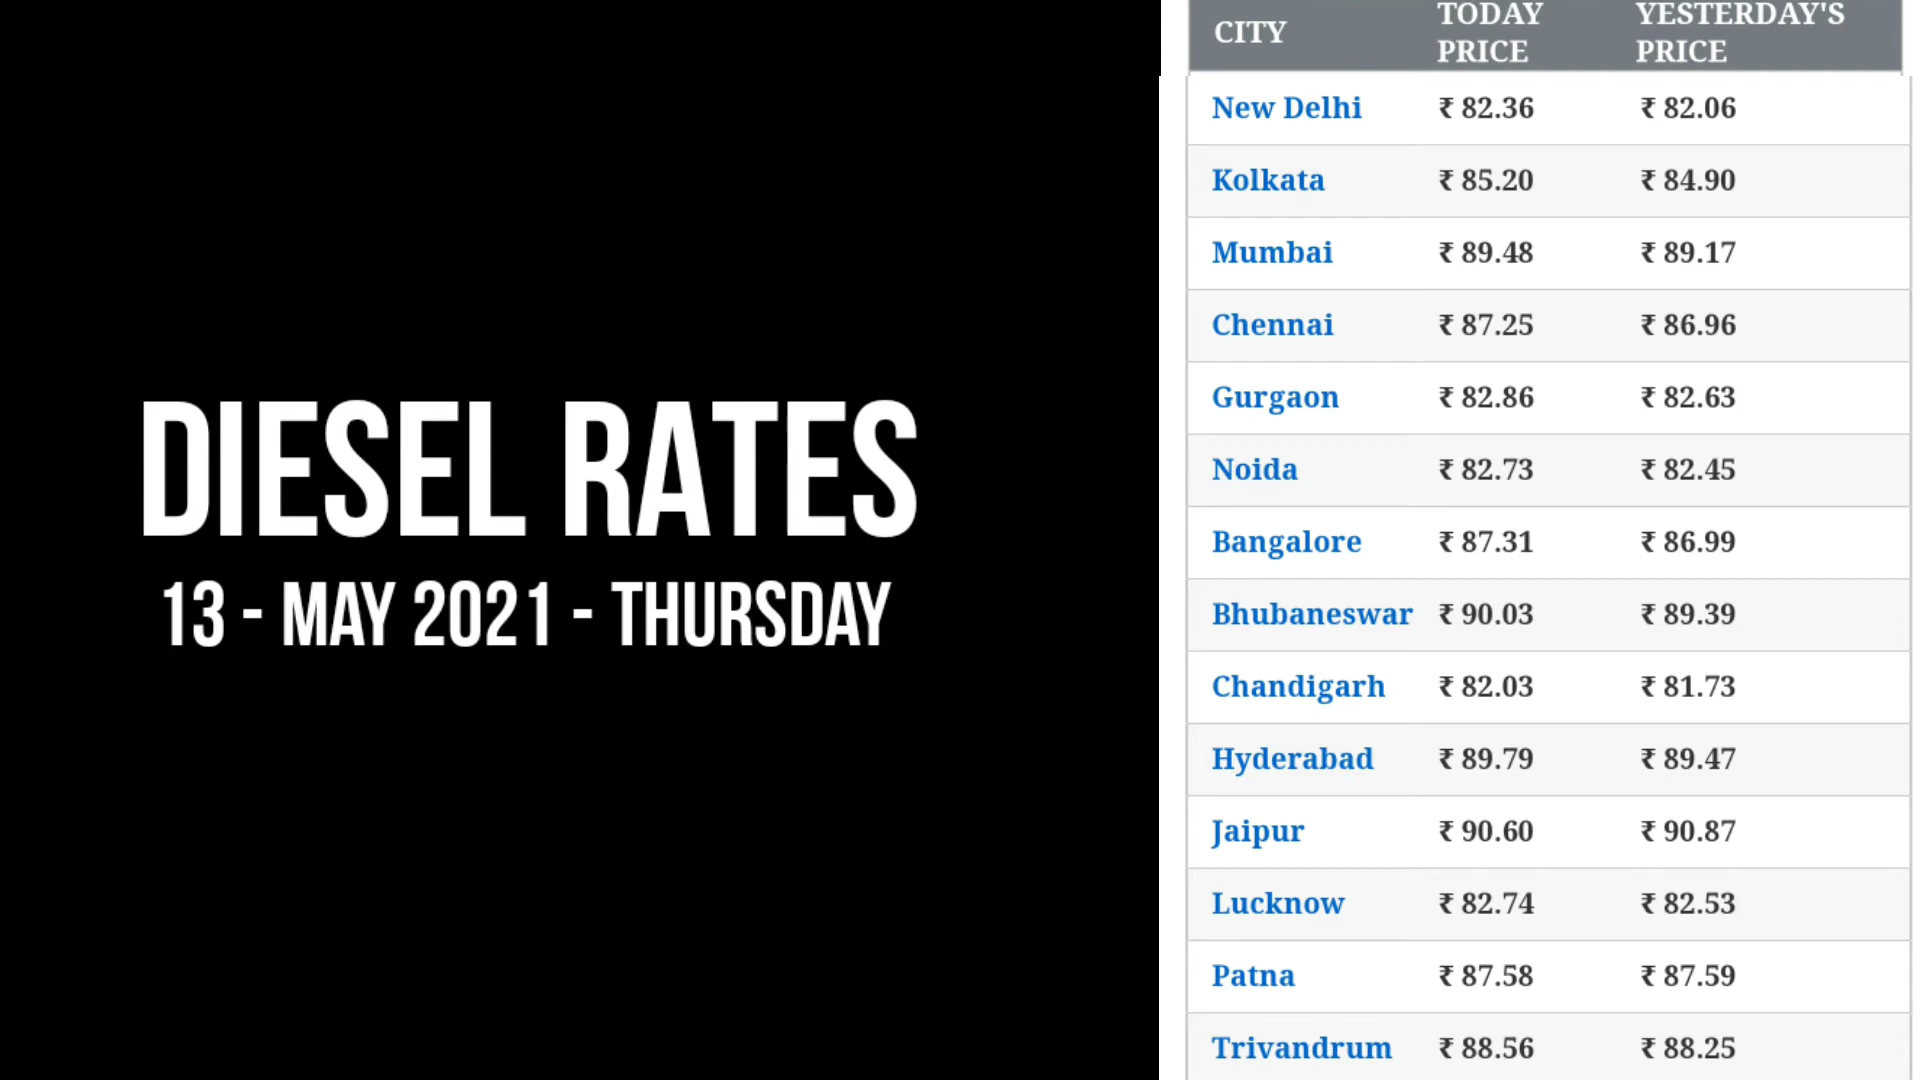 DIESEL RATES
13 - MAY 2021 - THURSDAY
CITY TODAY PRICE YESTERDAY'S PRICE
New Delhi ₹ 82.36 ₹ 82.06
Kolkata ₹ 85.20 ₹ 84.90
Mumbai ₹ 89.48 ₹ 89.17
Chennai ₹ 87.25 ₹ 86.96
Gurgaon ₹ 82.86 ₹ 82.63
Noida ₹ 82.73 ₹ 82.45
Bangalore ₹ 87.31 ₹ 86.99
Bhubaneswar ₹ 90.03 ₹ 89.39
Chandigarh ₹ 82.03 ₹ 81.73
Hyderabad ₹ 89.79 ₹ 89.47
Jaipur ₹ 90.60 ₹ 90.87
Lucknow ₹ 82.74 ₹ 82.53
Patna ₹ 87.58 ₹ 87.59
Trivandrum ₹ 88.56 ₹ 88.25